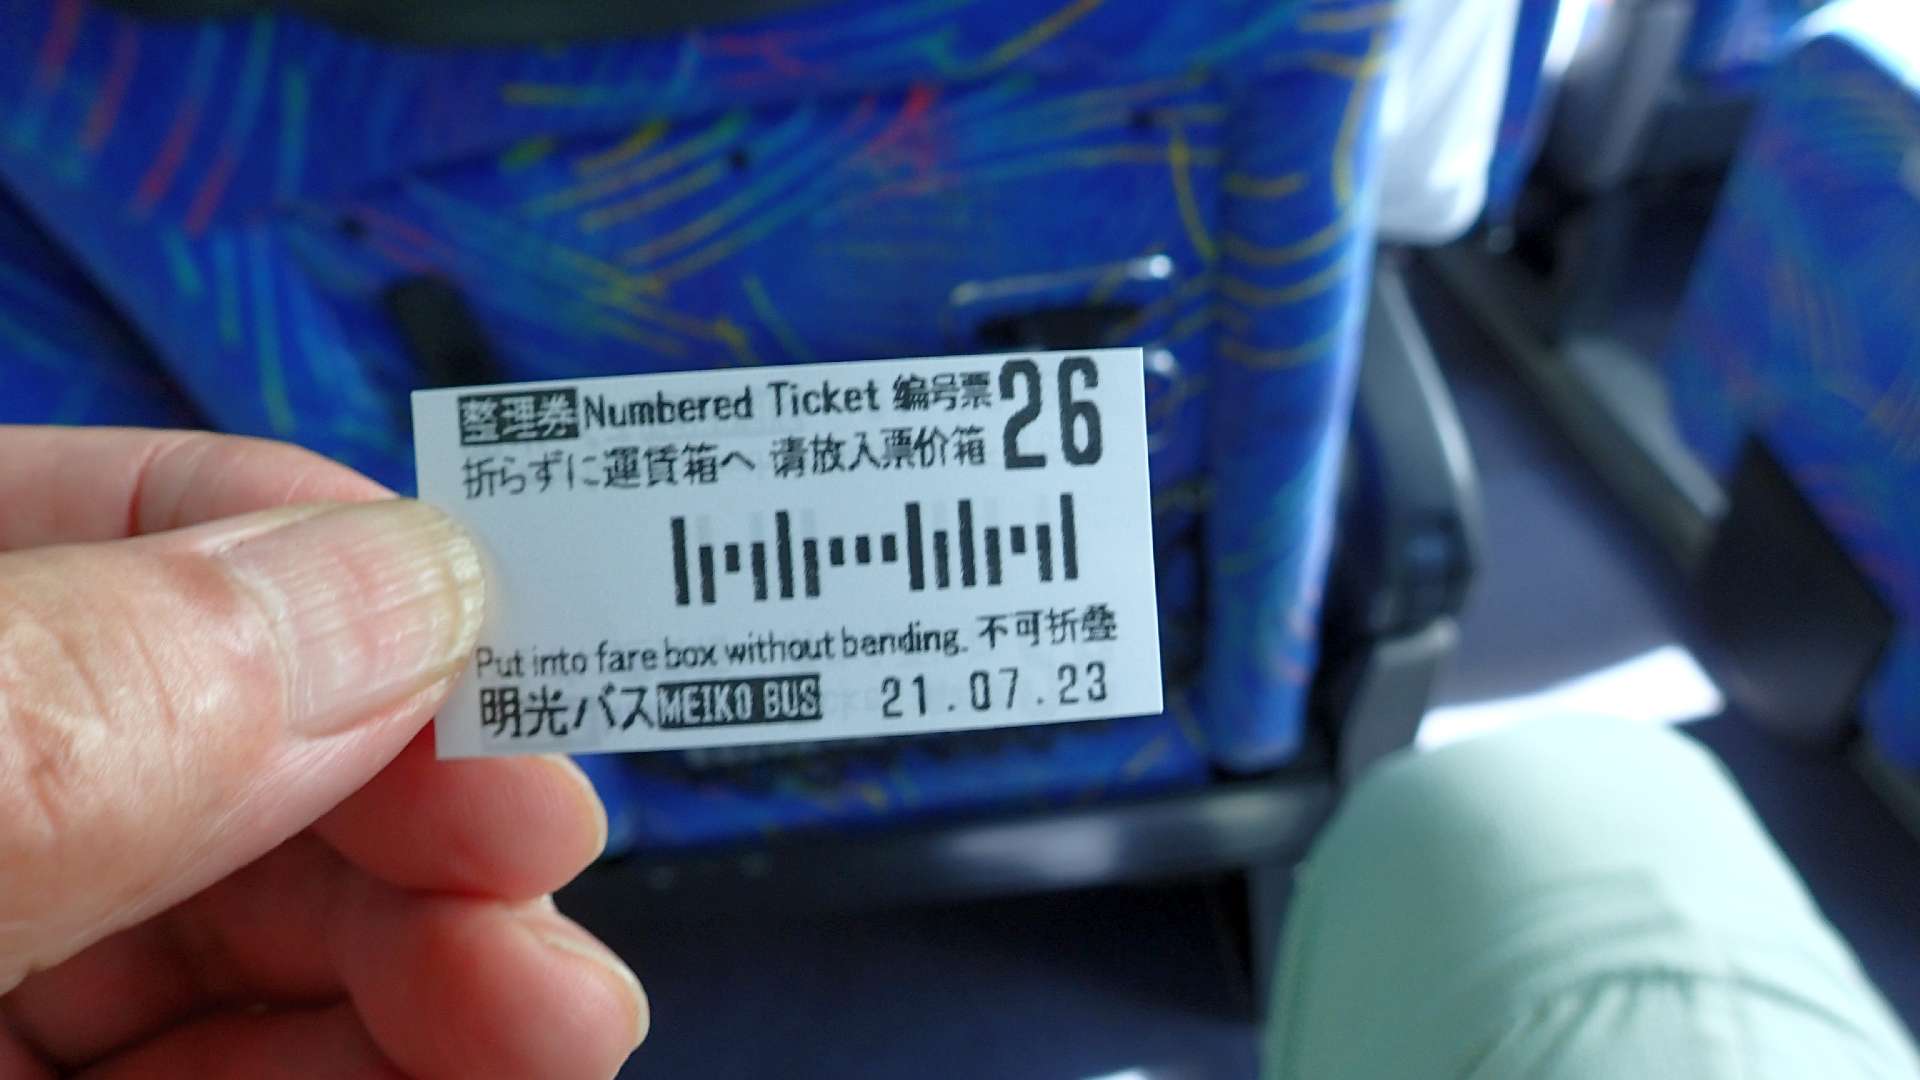 整理券 Numbered Ticket 编号票 26
折らずに運賃箱へ 请放入票价箱
Put into fare box without bending. 不可折叠
明光バス MEIKO BUS 21.07.23